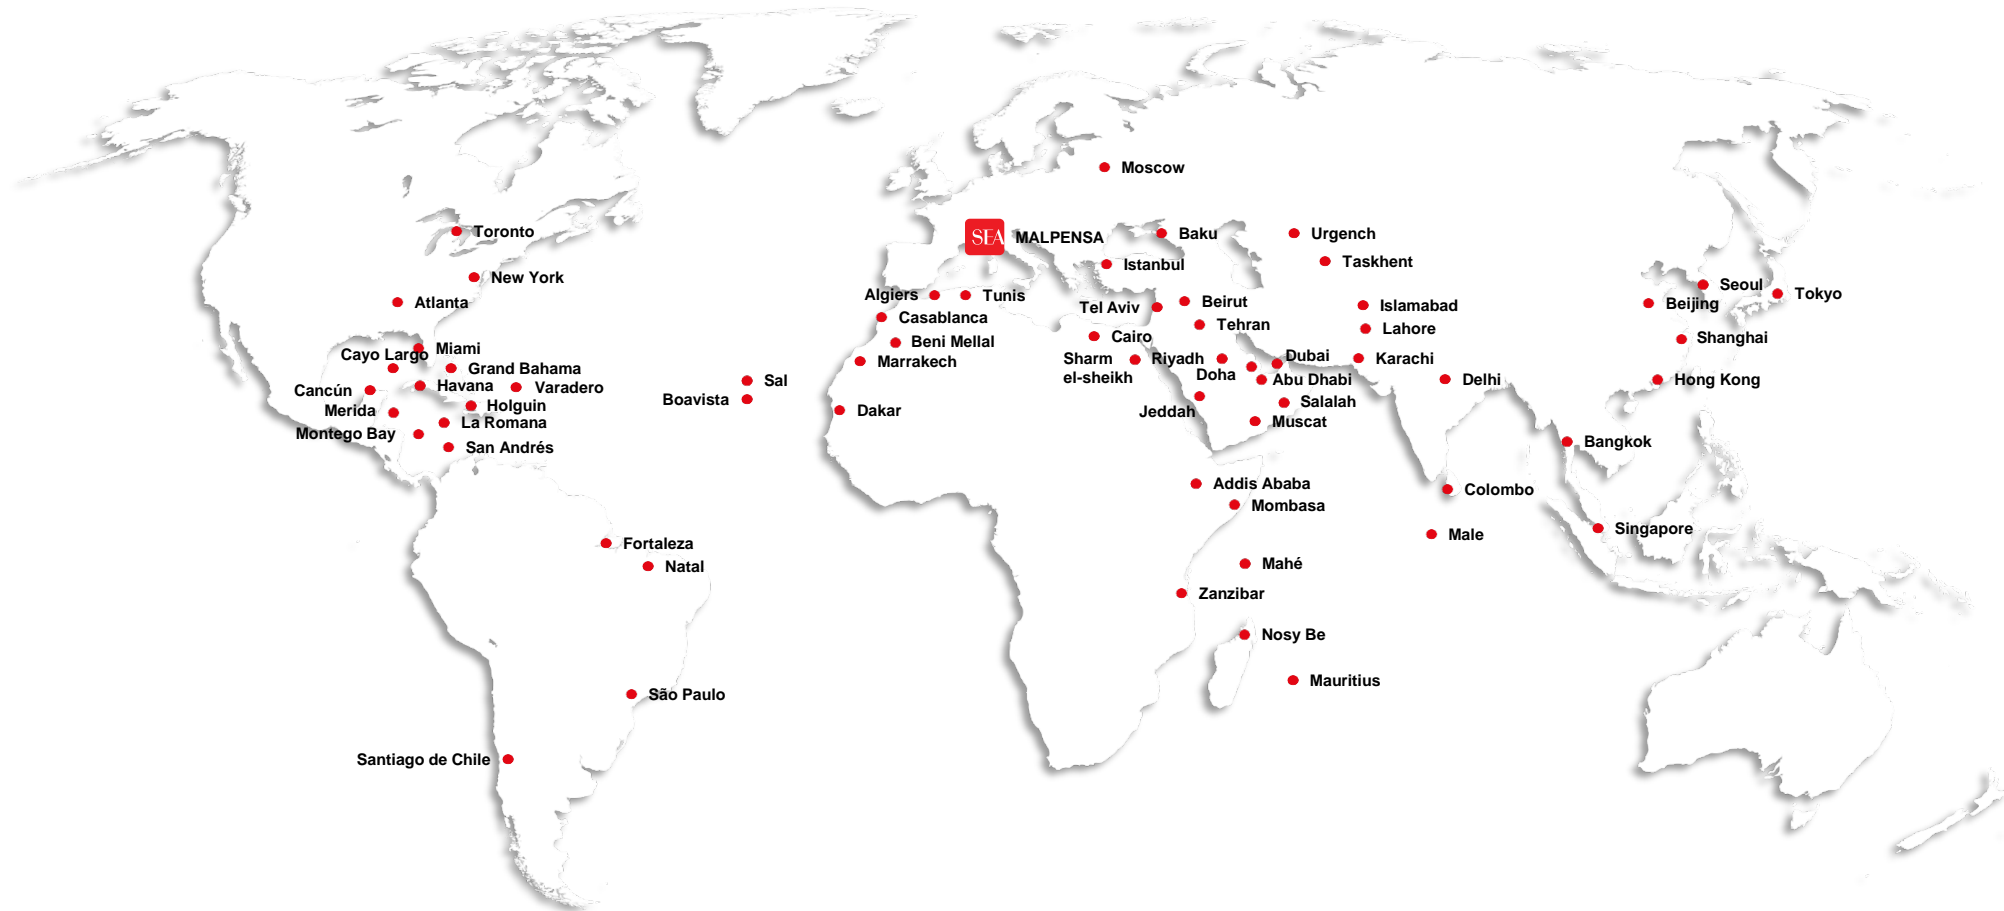 Moscow
Toronto
SEA
MALPENSA
Baku
Urgench
Istanbul
Taskhent
New York
Atlanta
Algiers
Tunis
Tel Aviv
Beirut
Islamabad
Seoul
Beijing
Tokyo
Casablanca
Tehran
Lahore
Cairo
Beni Mellal
Shanghai
Miami
Cayo Largo
Marrakech
Sharm
el-sheikh
Riyadh
Dubai
Karachi
Grand Bahama
Doha
Abu Dhabi
Delhi
Hong Kong
Sal
Havana
Varadero
Cancún
Boavista
Salalah
Holguin
Merida
Dakar
Jeddah
La Romana
Muscat
Montego Bay
San Andrés
Bangkok
Addis Ababa
Colombo
Mombasa
Singapore
Male
Fortaleza
Natal
Mahé
Zanzibar
Nosy Be
Mauritius
São Paulo
Santiago de Chile